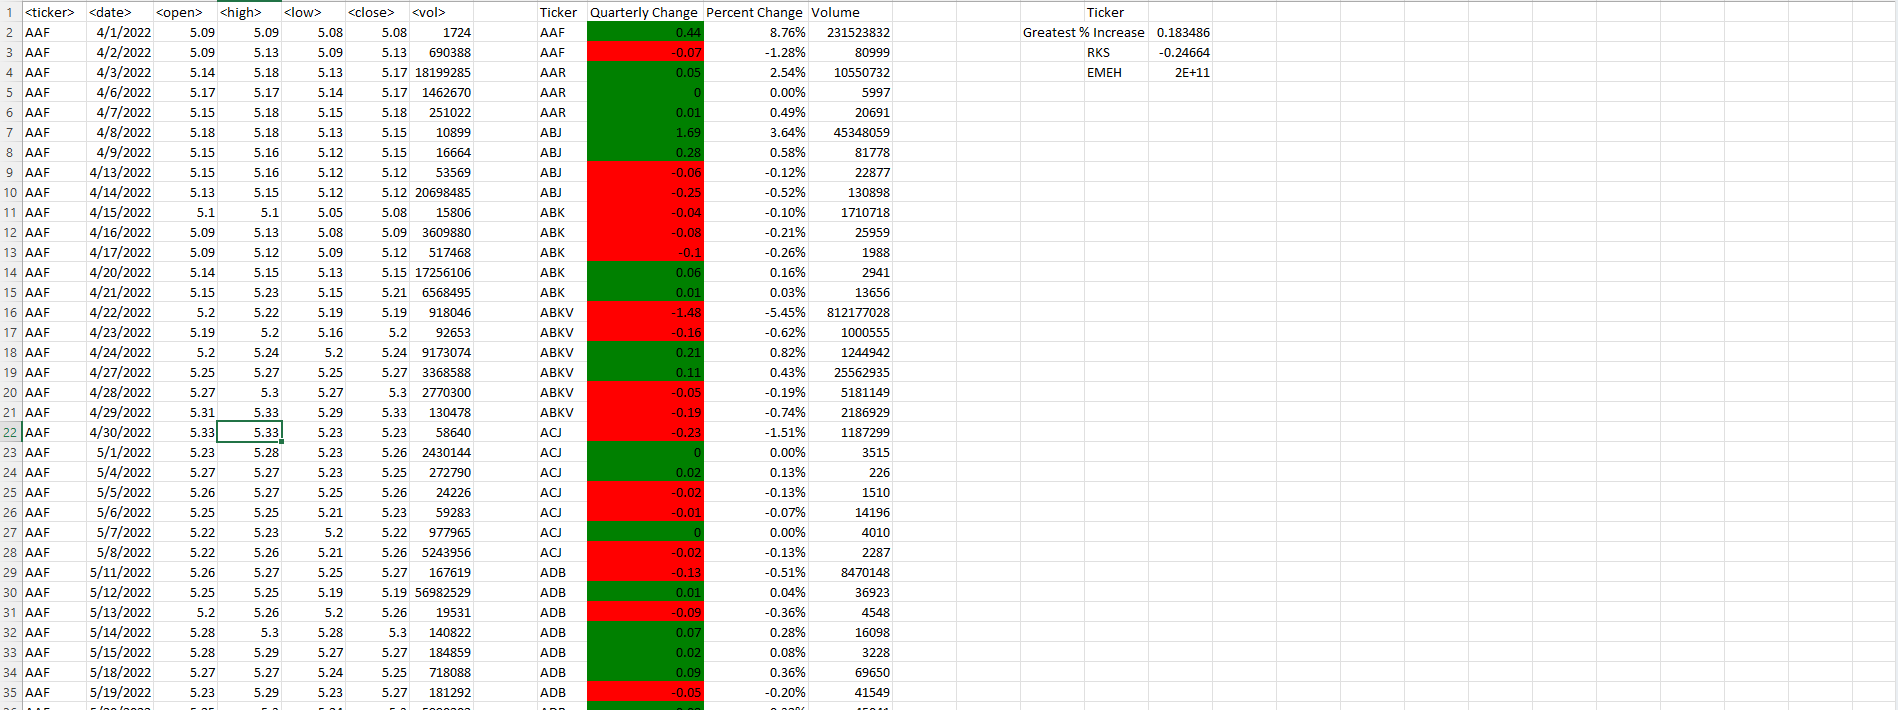 1 <ticker> <date> <open> <high> <low> <close> <vol> Ticker Quarterly Change Percent Change Volume Ticker
2 AAF 4/1/2022 5.09 5.09 5.08 5.08 1724 AAF 0.44 8.76% 231523832 Greatest % Increase 0.183486
3 AAF 4/2/2022 5.09 5.13 5.09 5.13 690388 AAF -0.07 -1.28% 80999 RKS -0.24664
4 AAF 4/3/2022 5.14 5.18 5.13 5.17 18199285 AAR 0.05 2.54% 10550732 EMEH 2E+11
5 AAF 4/6/2022 5.17 5.17 5.14 5.17 1462670 AAR 0 0.00% 5997
6 AAF 4/7/2022 5.15 5.18 5.15 5.18 251022 AAR 0.01 0.49% 20691
7 AAF 4/8/2022 5.18 5.18 5.13 5.15 10899 ABJ 1.69 3.64% 45348059
8 AAF 4/9/2022 5.15 5.16 5.12 5.15 16664 ABJ 0.28 0.58% 81778
9 AAF 4/13/2022 5.15 5.16 5.12 5.12 53569 ABJ -0.06 -0.12% 22877
10 AAF 4/14/2022 5.13 5.15 5.12 5.12 20698485 ABJ -0.25 -0.52% 130898
11 AAF 4/15/2022 5.1 5.1 5.05 5.08 15806 ABK -0.04 -0.10% 1710718
12 AAF 4/16/2022 5.09 5.13 5.08 5.09 3609880 ABK -0.08 -0.21% 25959
13 AAF 4/17/2022 5.09 5.12 5.09 5.12 517468 ABK -0.1 -0.26% 1988
14 AAF 4/20/2022 5.14 5.15 5.13 5.15 17256106 ABK 0.06 0.16% 2941
15 AAF 4/21/2022 5.15 5.23 5.15 5.21 6568495 ABK 0.01 0.03% 13656
16 AAF 4/22/2022 5.2 5.22 5.19 5.19 918046 ABKV -1.48 -5.45% 812177028
17 AAF 4/23/2022 5.19 5.2 5.16 5.2 92653 ABKV -0.16 -0.62% 1000555
18 AAF 4/24/2022 5.2 5.24 5.2 5.24 9173074 ABKV 0.21 0.82% 1244942
19 AAF 4/27/2022 5.25 5.27 5.25 5.27 3368588 ABKV 0.11 0.43% 25562935
20 AAF 4/28/2022 5.27 5.3 5.27 5.3 2770300 ABKV -0.05 -0.19% 5181149
21 AAF 4/29/2022 5.31 5.33 5.29 5.33 130478 ABKV -0.19 -0.74% 2186929
22 AAF 4/30/2022 5.33 5.33 5.23 5.23 58640 ACJ -0.23 -1.51% 1187299
23 AAF 5/1/2022 5.23 5.28 5.23 5.26 2430144 ACJ 0 0.00% 3515
24 AAF 5/4/2022 5.27 5.27 5.23 5.25 272790 ACJ 0.02 0.13% 226
25 AAF 5/5/2022 5.26 5.27 5.25 5.26 24226 ACJ -0.02 -0.13% 1510
26 AAF 5/6/2022 5.25 5.25 5.21 5.23 59283 ACJ -0.01 -0.07% 14196
27 AAF 5/7/2022 5.22 5.23 5.2 5.22 977965 ACJ 0 0.00% 4010
28 AAF 5/8/2022 5.22 5.26 5.21 5.26 5243956 ACJ -0.02 -0.13% 2287
29 AAF 5/11/2022 5.26 5.27 5.25 5.27 167619 ADB -0.13 -0.51% 8470148
30 AAF 5/12/2022 5.25 5.25 5.19 5.19 56982529 ADB 0.01 0.04% 36923
31 AAF 5/13/2022 5.2 5.26 5.2 5.26 19531 ADB -0.09 -0.36% 4548
32 AAF 5/14/2022 5.28 5.3 5.28 5.3 140822 ADB 0.07 0.28% 16098
33 AAF 5/15/2022 5.28 5.29 5.27 5.27 184859 ADB 0.02 0.08% 3228
34 AAF 5/18/2022 5.27 5.27 5.24 5.25 718088 ADB 0.09 0.36% 69650
35 AAF 5/19/2022 5.23 5.29 5.23 5.27 181292 ADB -0.05 -0.20% 41549